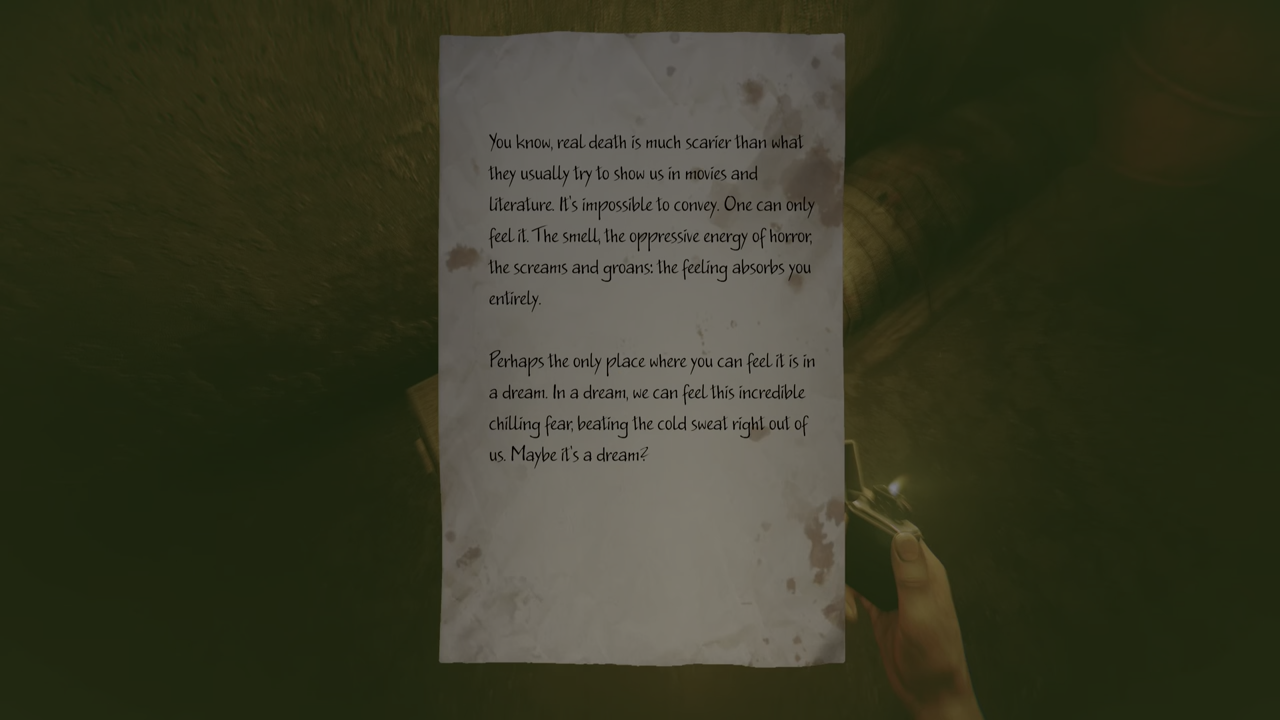 You know, real death is much scarier than what
they usually try to show us in movies and
literature. It's impossible to convey. One can only
feel it. The smell, the oppressive energy of horror,
the screams and groans: the feeling absorbs you
entirely.
Perhaps the only place where you can feel it is in
a dream. In a dream, we can feel this incredible
chilling fear, beating the cold sweat right out of
us. Maybe it's a dream?